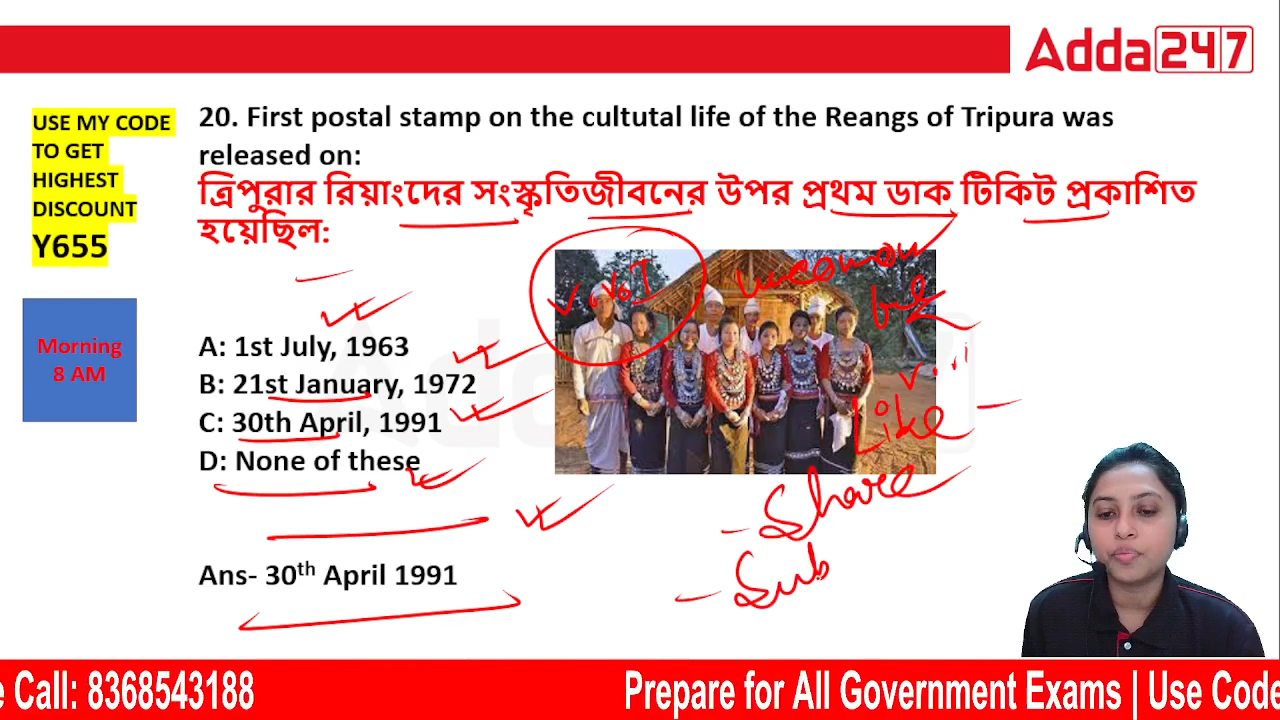 Adda247
USE MY CODE
TO GET
HIGHEST
DISCOUNT
Y655
Morning
8 AM
20. First postal stamp on the cultutal life of the Reangs of Tripura was
released on:
ত্রিপুরার রিয়াংদের সংস্কৃতিজীবনের উপর প্রথম ডাক টিকিট প্রকাশিত
হয়েছিল:
A: 1st July, 1963
B: 21st January, 1972
C: 30th April, 1991
D: None of these
Ans- 30th April 1991
Like
Share
Sub
e Call: 8368543188
Prepare for All Government Exams | Use Code